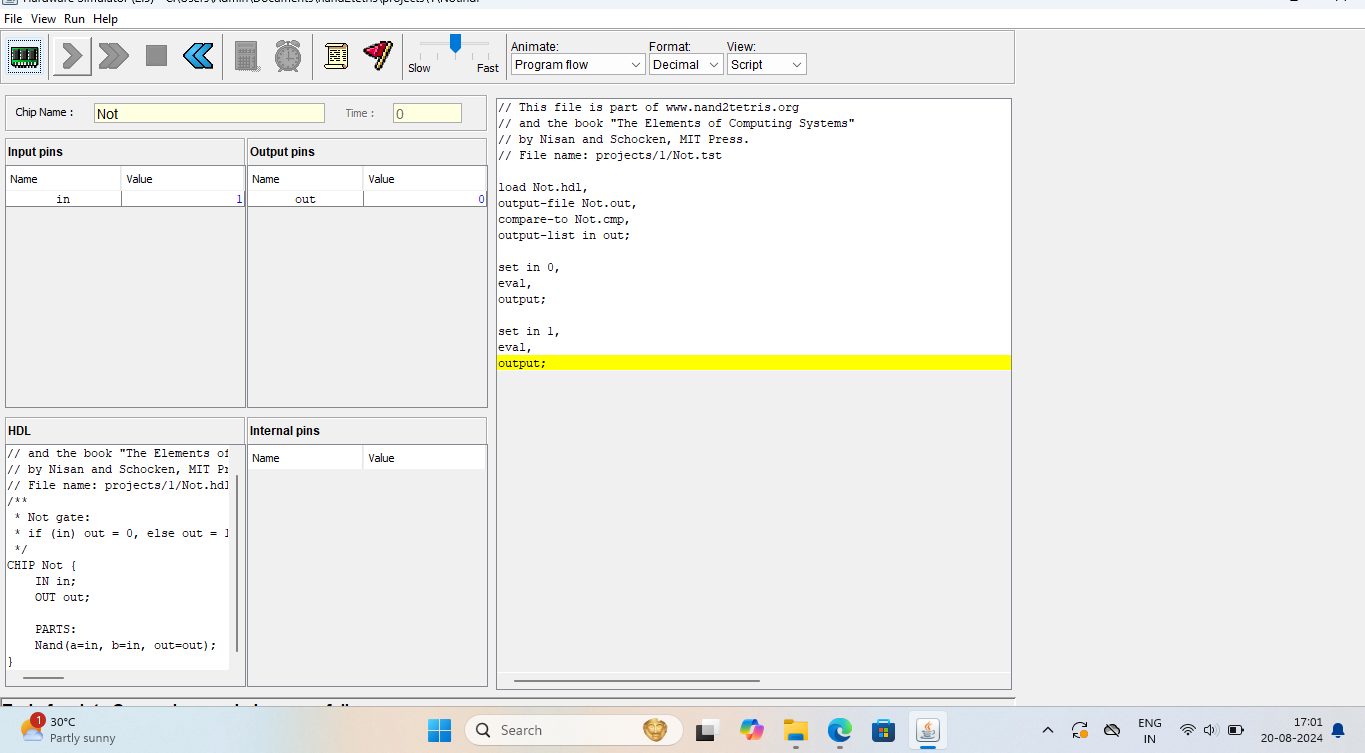 File View Run Help
Slow
Fast
Animate:
Program flow
Format:
Decimal
View:
Script
Chip Name :
Not
Time :
0
Input pins
Name
Value
in
1
Output pins
Name
Value
out
0
HDL
// and the book "The Elements of
// by Nisan and Schocken, MIT Pr
// File name: projects/1/Not.hdl
/**
* Not gate:
* if (in) out = 0, else out = 1
*/
CHIP Not {
IN in;
OUT out;
PARTS:
Nand(a=in, b=in, out=out);
}
Internal pins
Name
Value
// This file is part of www.nand2tetris.org
// and the book "The Elements of Computing Systems"
// by Nisan and Schocken, MIT Press.
// File name: projects/1/Not.tst
load Not.hdl,
output-file Not.out,
compare-to Not.cmp,
output-list in out;
set in 0,
eval,
output;
set in 1,
eval,
output;
1
30°C
Partly sunny
Search
ENG
IN
17:01
20-08-2024